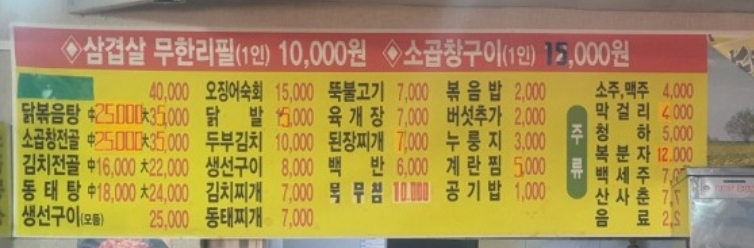 ◈삼겹살 무한리필(1인) 10,000원 ◈소곱창구이(1인) 15,000원
40,000
닭볶음탕 中25,000 大35,000
소곱창전골 中25,000 大35,000
김치전골 中16,000 大22,000
동태탕 中18,000 大24,000
생선구이(모듬) 25,000
오징어숙회 15,000
닭발 15,000
두부김치 10,000
생선구이 8,000
김치찌개 7,000
동태찌개 7,000
뚝불고기 7,000
육개장 7,000
된장찌개 7,000
백반 6,000
묵무침 10,000
볶음밥 2,000
버섯추가 2,000
누룽지 3,000
계란찜 5,000
공기밥 1,000
주류
소주,맥주 4,000
막걸리 4,000
청하 5,000
복분자 12,000
백세주
산사춘
음료